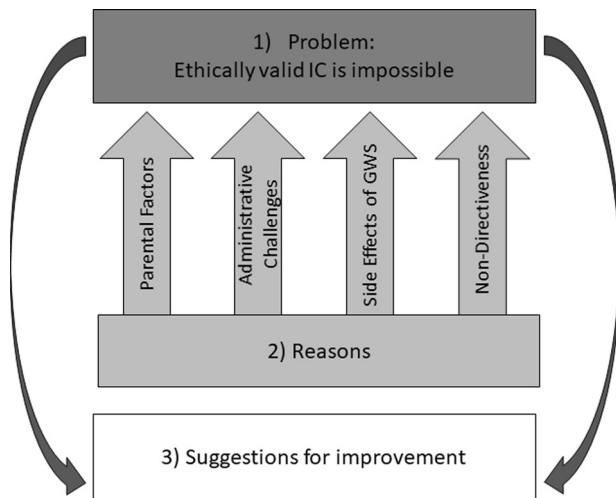 1) Problem:
Ethically valid IC is impossible
Parental Factors
Administrative
Challenges
Side Effects of GWS
Non-Directiveness
2) Reasons
3) Suggestions for improvement